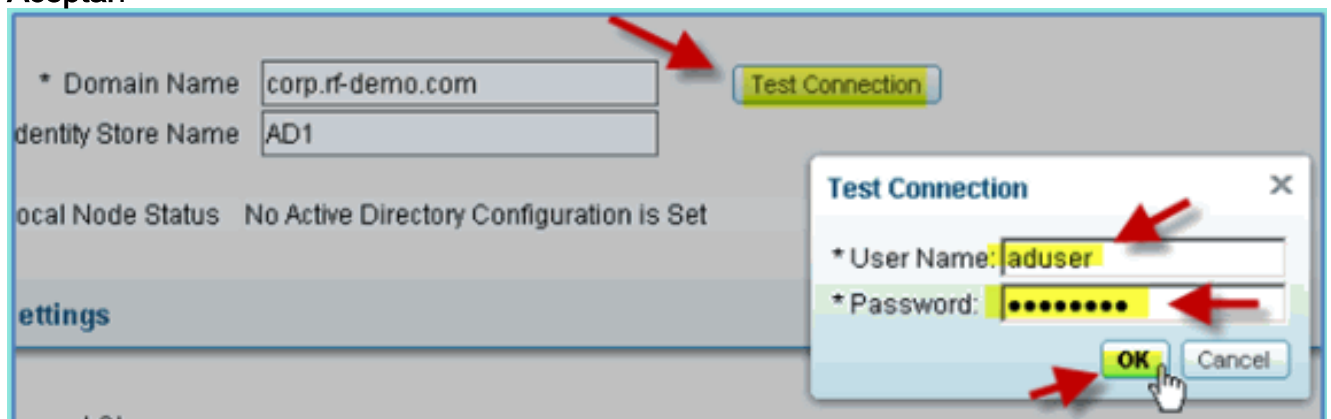 Aceptar.
* Domain Name corp.rf-demo.com Test Connection
dentity Store Name AD1
ocal Node Status No Active Directory Configuration is Set
ettings
Test Connection
* User Name: aduser
* Password: ••••••••
OK Cancel